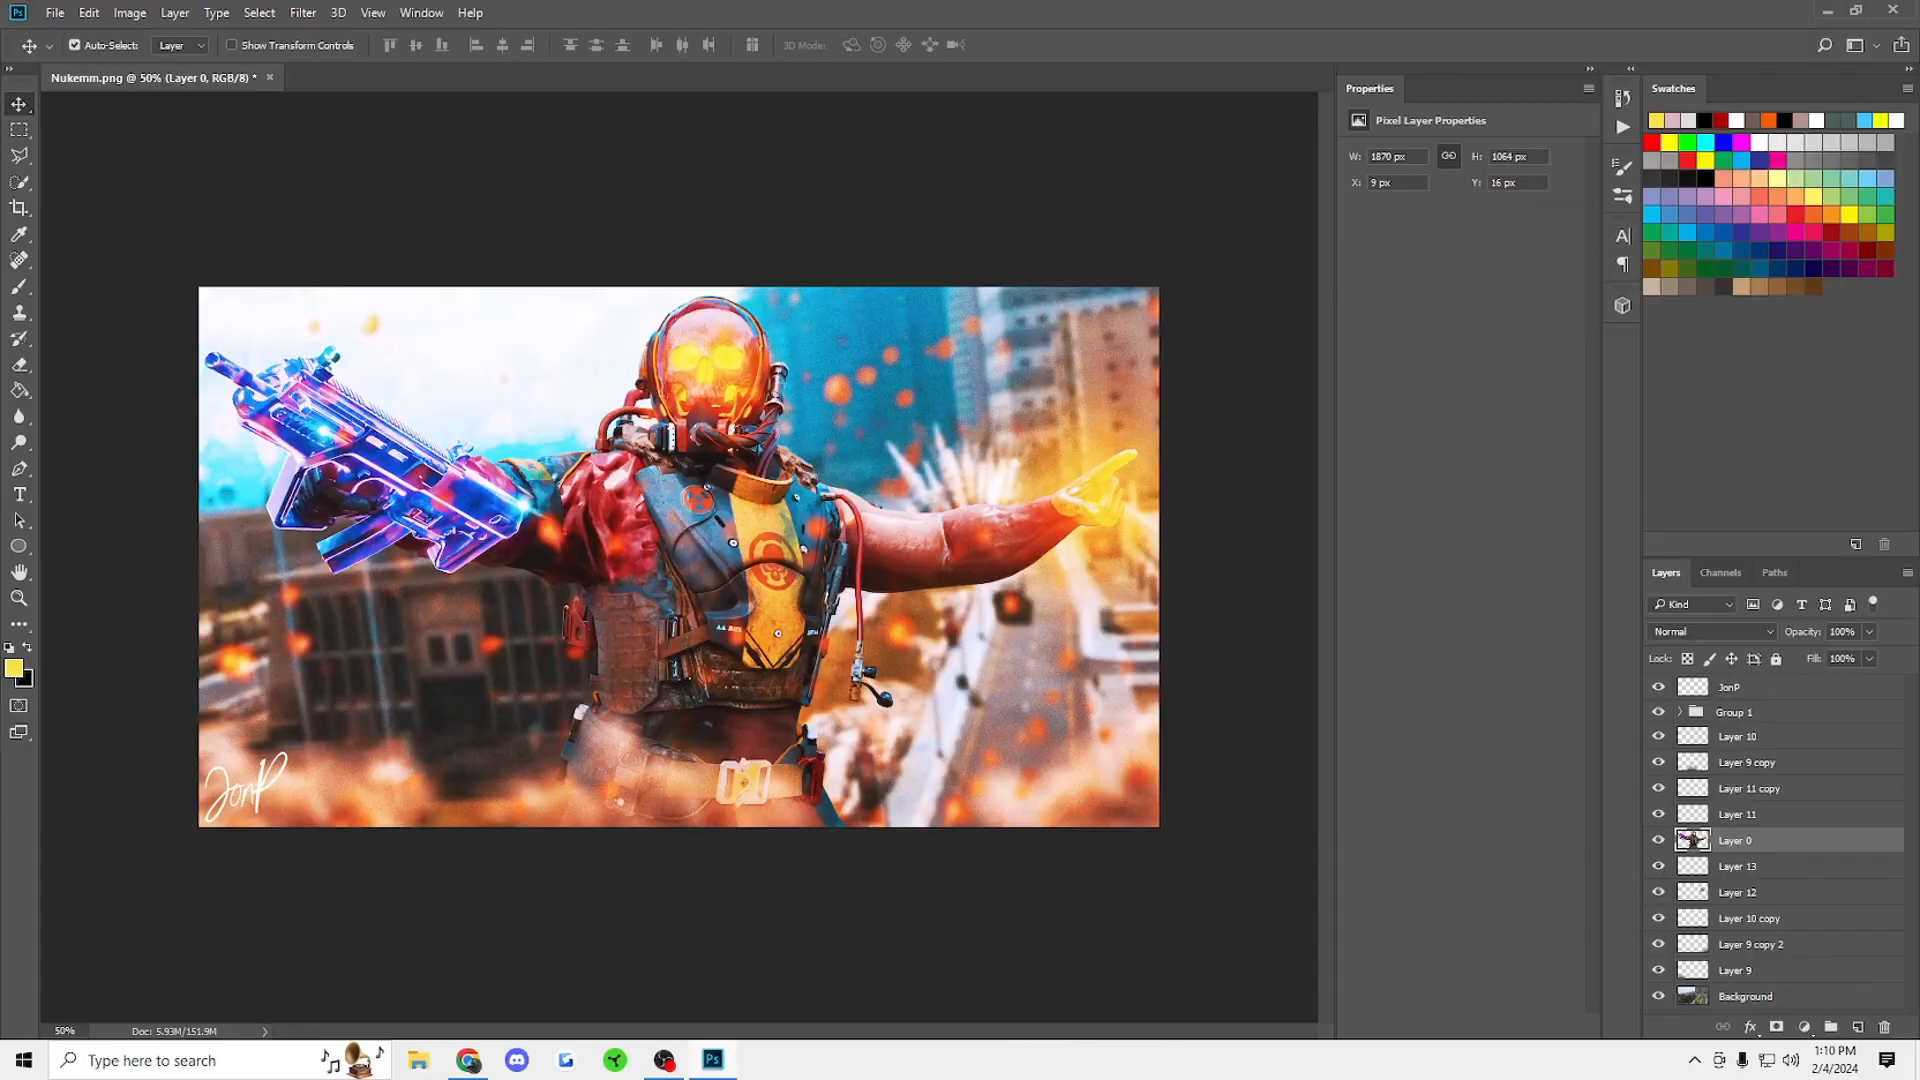 Ps File Edit Image Layer Type Select Filter 3D View Window Help
Auto-Select: Layer Show Transform Controls 3D Mode:
Nukemm.png @ 50% (Layer 0, RGB/8) * ×
Properties
Pixel Layer Properties
W: 1870 px H: 1064 px
X: 9 px Y: 16 px
Swatches
Layers Channels Paths
Kind
Normal Opacity: 100%
Lock: Fill: 100%
JonP
Group 1
Layer 10
Layer 9 copy
Layer 11 copy
Layer 11
Layer 0
Layer 13
Layer 12
Layer 10 copy
Layer 9 copy 2
Layer 9
Background
JonP
50% Doc: 5.93M/151.9M
Type here to search
Ps
1:10 PM
2/4/2024